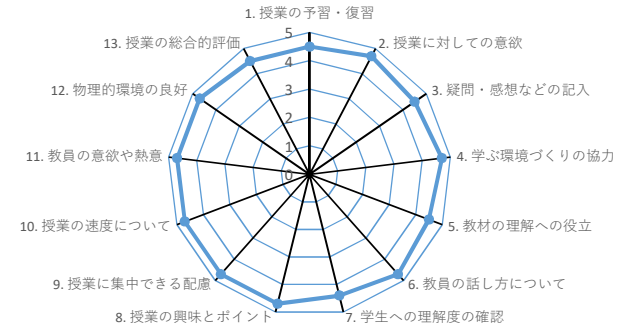 1. 授業の予習・復習
2. 授業に対しての意欲
3. 疑問・感想などの記入
4. 学ぶ環境づくりの協力
5. 教材の理解への役立
6. 教員の話し方について
7. 学生への理解度の確認
8. 授業の興味とポイント
9. 授業に集中できる配慮
10. 授業の速度について
11. 教員の意欲や熱意
12. 物理的環境の良好
13. 授業の総合的評価
5
4
3
2
1
0